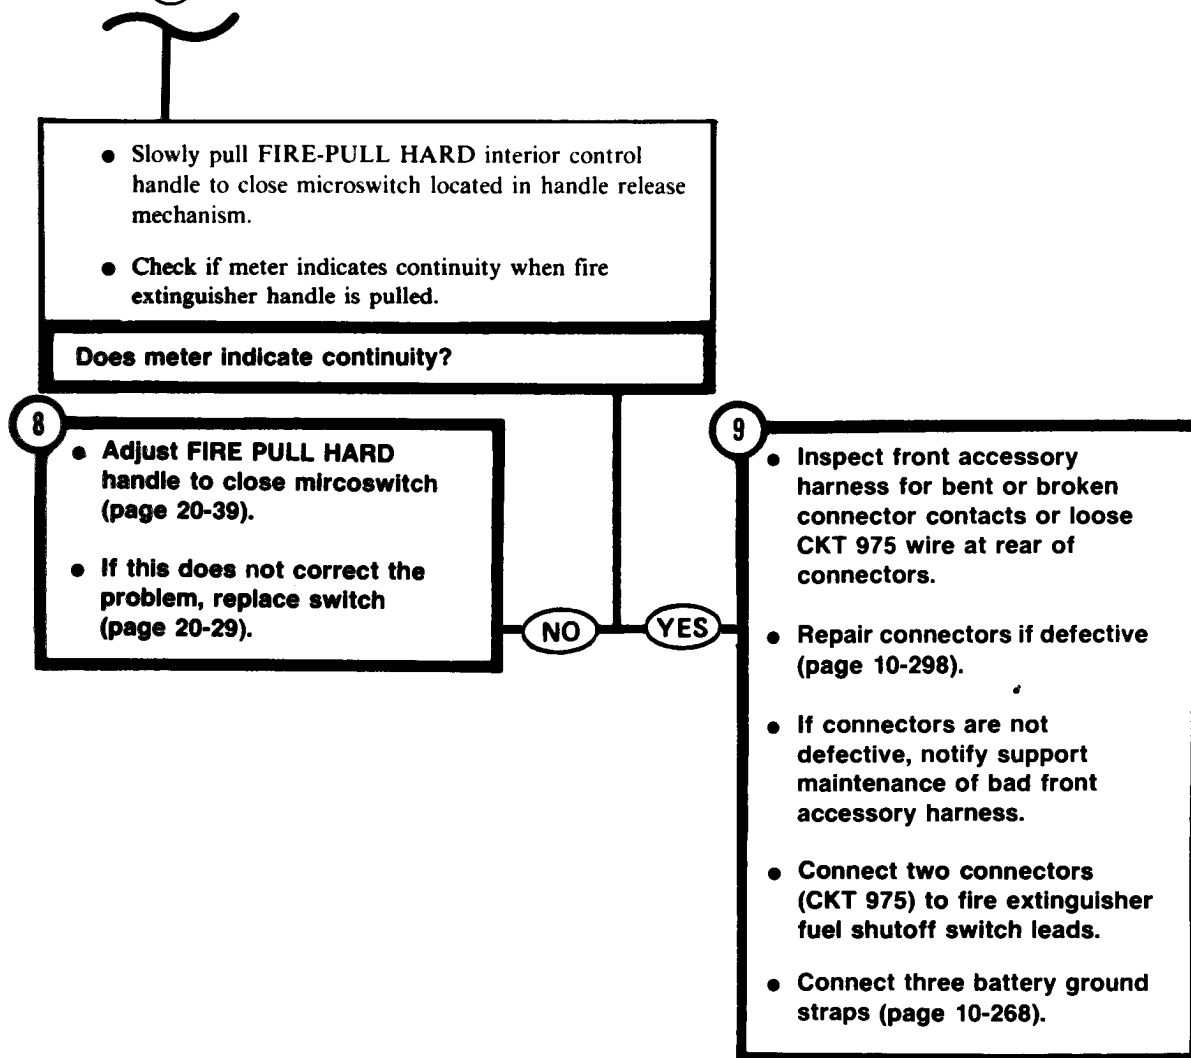 • Slowly pull FIRE-PULL HARD interior control
handle to close microswitch located in handle release
mechanism.
• Check if meter indicates continuity when fire
extinguisher handle is pulled.
Does meter indicate continuity?
8
• Adjust FIRE PULL HARD
handle to close mircoswitch
(page 20-39).
• If this does not correct the
problem, replace switch
(page 20-29).
NO
YES
9
• Inspect front accessory
harness for bent or broken
connector contacts or loose
CKT 975 wire at rear of
connectors.
• Repair connectors if defective
(page 10-298).
• If connectors are not
defective, notify support
maintenance of bad front
accessory harness.
• Connect two connectors
(CKT 975) to fire extinguisher
fuel shutoff switch leads.
• Connect three battery ground
straps (page 10-268).